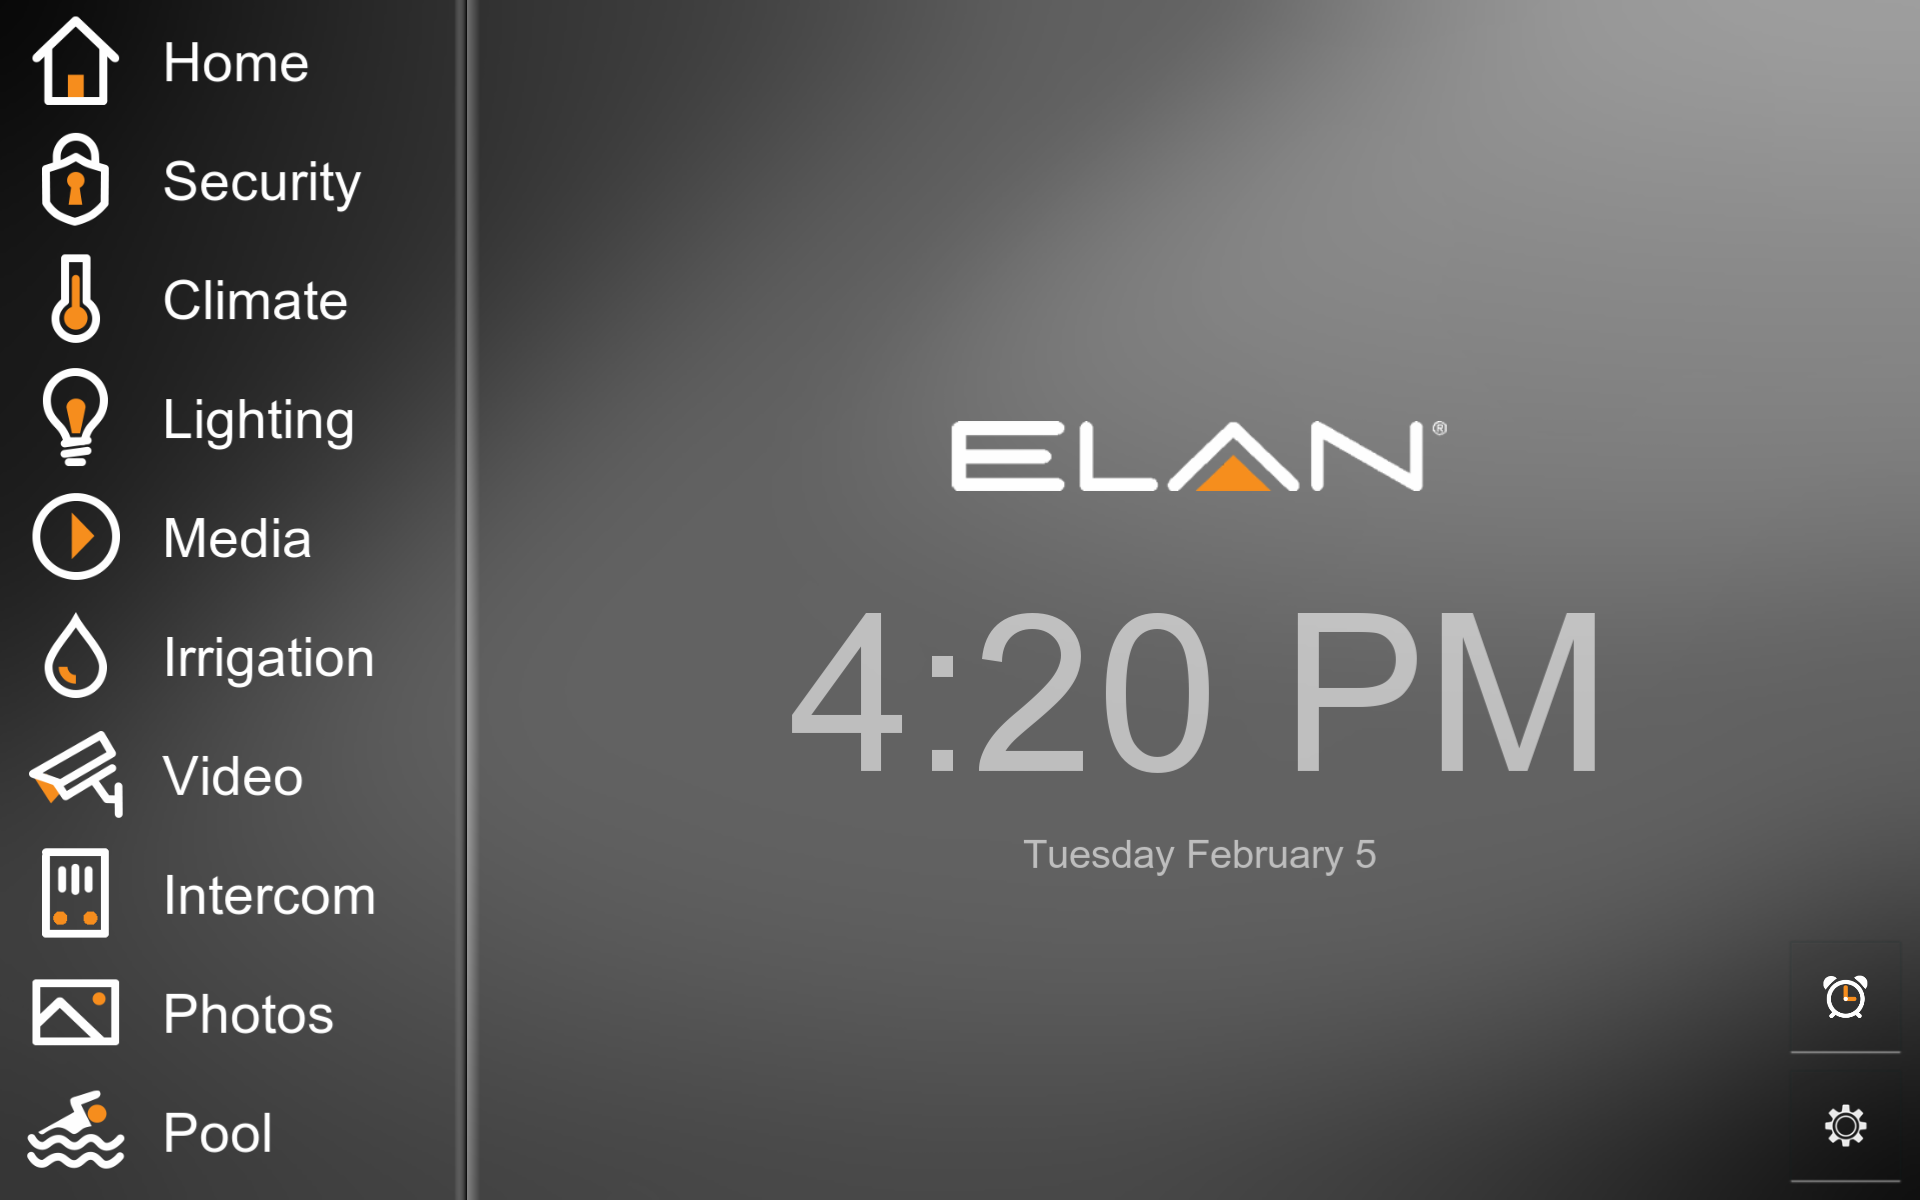 Home
Security
Climate
Lighting
Media
Irrigation
Video
Intercom
Photos
Pool
ELAN®
4:20 PM
Tuesday February 5